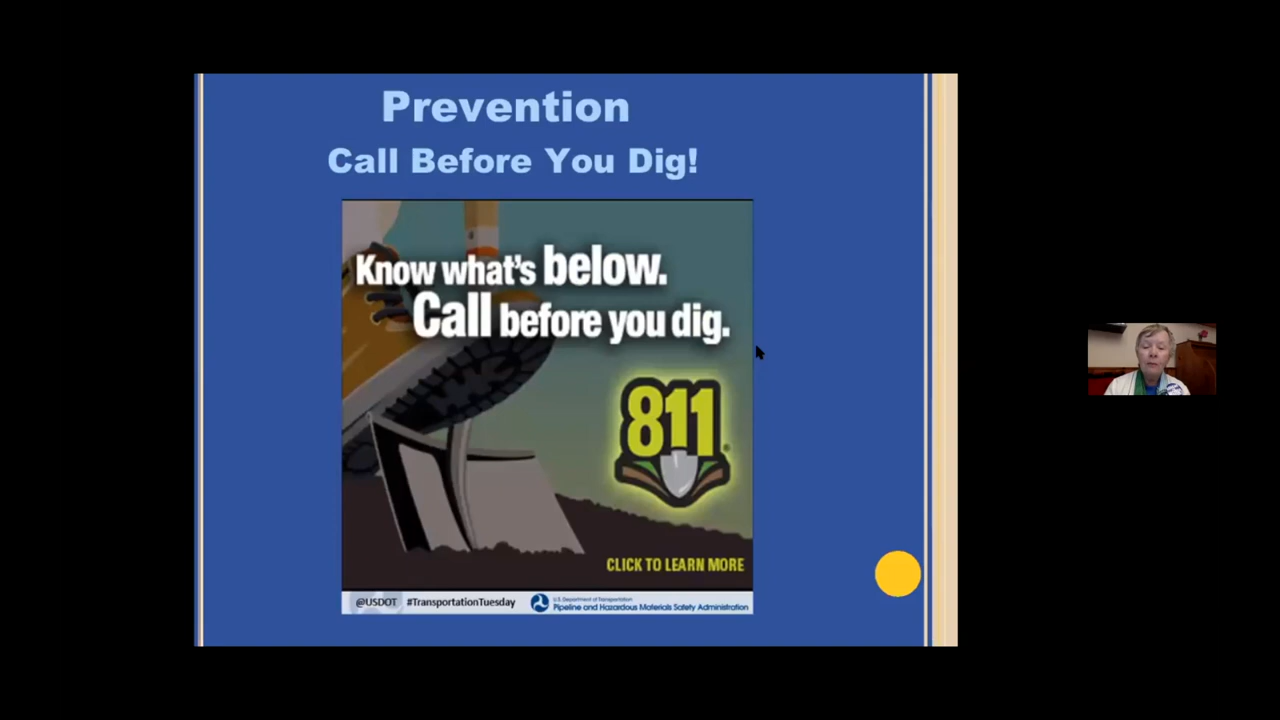 Prevention
Call Before You Dig!
Know what's below.
Call before you dig.
811
CLICK TO LEARN MORE
@USDOT #TransportationTuesday
U.S. Department of Transportation
Pipeline and Hazardous Materials Safety Administration